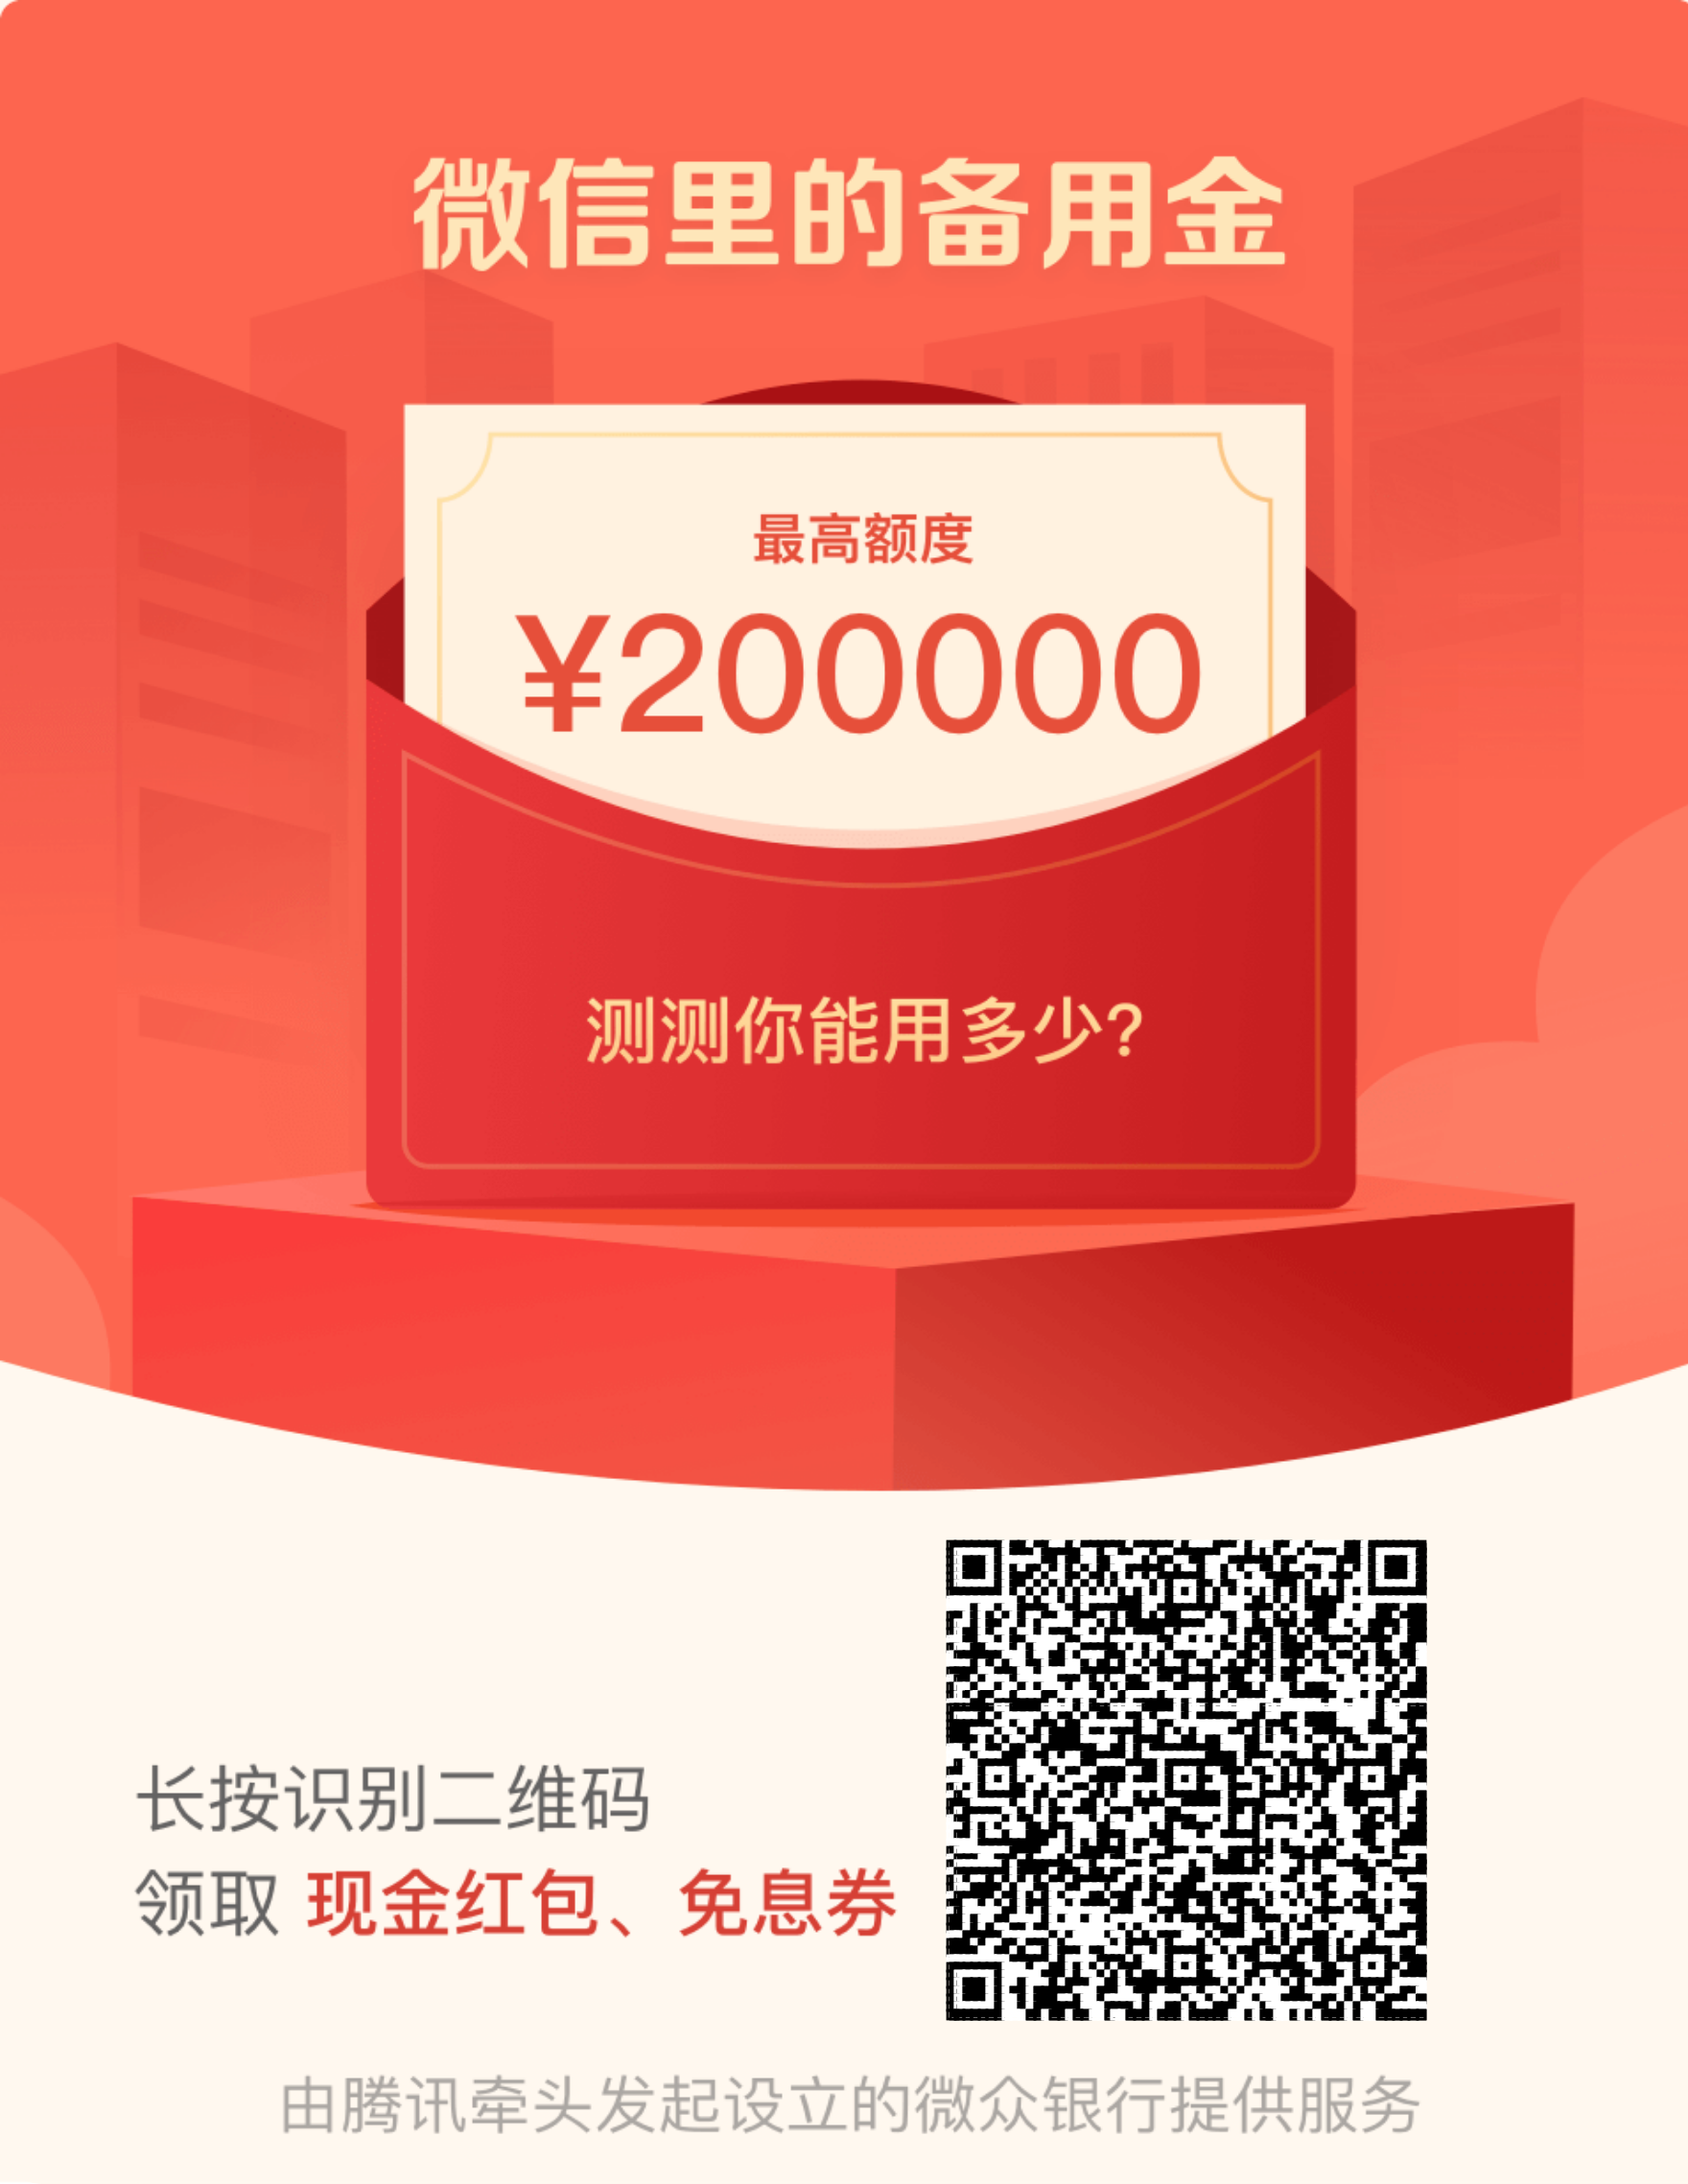 微信里的备用金
最高额度
¥200000
测测你能用多少?
长按识别二维码
领取 现金红包、免息券
由腾讯牵头发起设立的微众银行提供服务